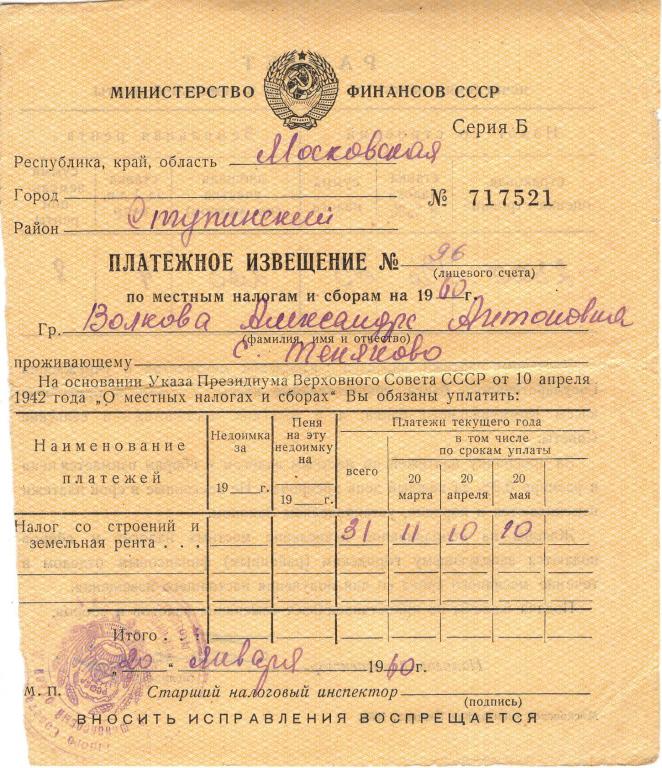 МИНИСТЕРСТВО ФИНАНСОВ СССР
Серия Б
Республика, край, область Московская
Город
№ 717521
Район Ступинский
ПЛАТЕЖНОЕ ИЗВЕЩЕНИЕ № 96
(лицевого счета)
по местным налогам и сборам на 1960 г.
Гр. Волкова Александра Антоновна
(фамилия, имя и отчество)
проживающему с. Теняково
На основании Указа Президиума Верховного Совета СССР от 10 апреля
1942 года „О местных налогах и сборах“ Вы обязаны уплатить:
Наименование платежей
Недоимка за 19 г.
Пеня на эту недоимку на 19 г.
Платежи текущего года
всего
в том числе по срокам уплаты
20 марта
20 апреля
20 мая
Налог со строений и
земельная рента . . . 31 11 10 10
Итого . .
„20“ января 1960 г.
М. П. Старший налоговый инспектор
(подпись)
ВНОСИТЬ ИСПРАВЛЕНИЯ ВОСПРЕЩАЕТСЯ